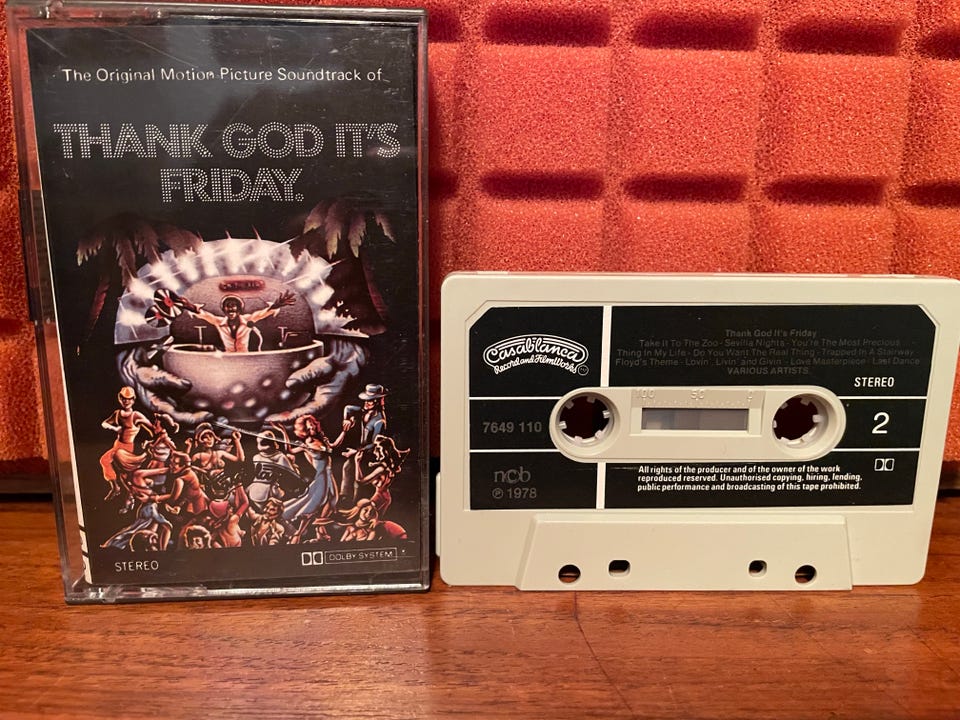 The Original Motion Picture Soundtrack of
THANK GOD IT'S
FRIDAY.
STEREO
DOLBY SYSTEM
Casablanca
Record and FilmWorks
Thank God It's Friday
Take It To The Zoo - Sevilla Nights - You're The Most Precious
Thing In My Life - Do You Want The Real Thing - Trapped In A Stairway
Floyd's Theme - Lovin', Livin' and Givin' - Love Masterpiece - Last Dance
VARIOUS ARTISTS.
STEREO
100 50
7649 110
2
ncb
℗ 1978
All rights of the producer and of the owner of the work
reproduced reserved. Unauthorised copying, hiring, lending,
public performance and broadcasting of this tape prohibited.